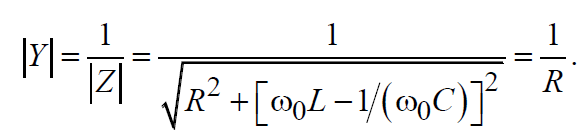 |Y| = 1/|Z| = 1/√(R² + [ω₀L − 1/(ω₀C)]²) = 1/R.